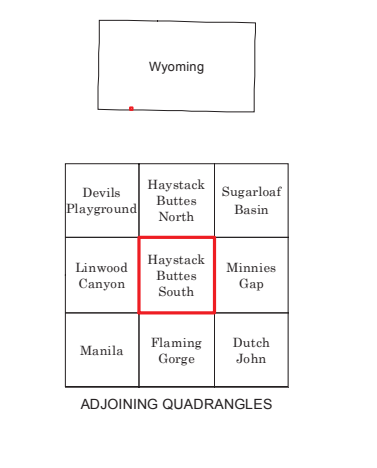 Wyoming
Devils
Playground
Haystack
Buttes
North
Sugarloaf
Basin
Linwood
Canyon
Haystack
Buttes
South
Minnies
Gap
Manila
Flaming
Gorge
Dutch
John
ADJOINING QUADRANGLES